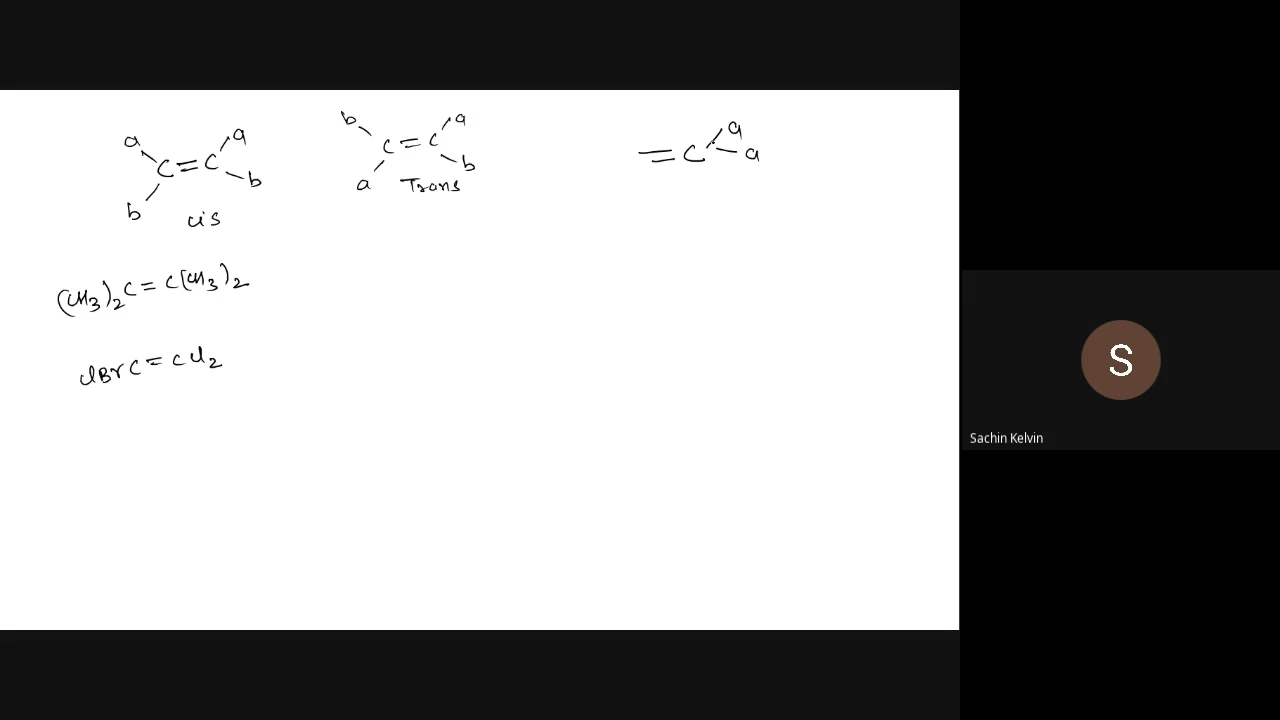 a a
C = C
b b
cis
b a
C = C
a b
Trans
= C a
a
(CH3)2C = C(CH3)2
ClBrC = CCl2
S
Sachin Kelvin